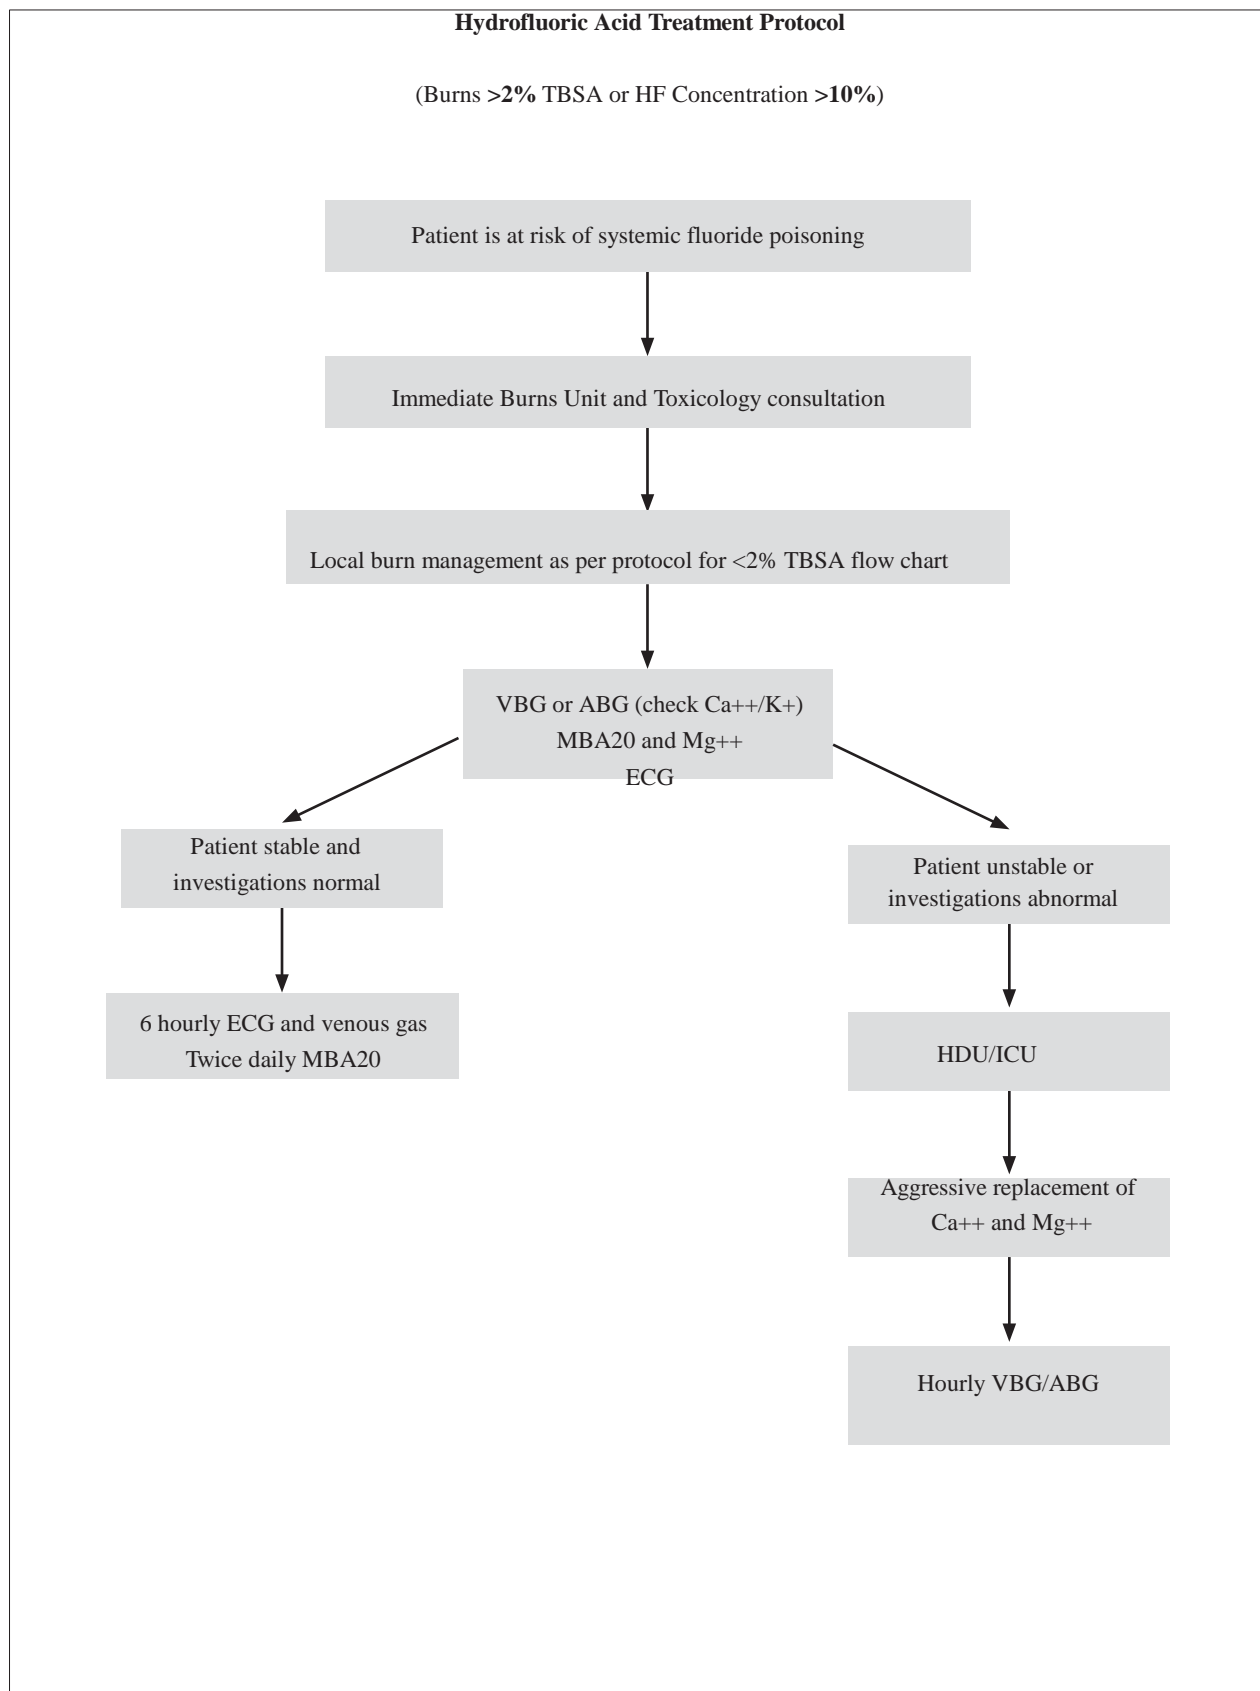 Hydrofluoric Acid Treatment Protocol
(Burns >2% TBSA or HF Concentration >10%)
Patient is at risk of systemic fluoride poisoning
Immediate Burns Unit and Toxicology consultation
Local burn management as per protocol for <2% TBSA flow chart
VBG or ABG (check Ca++/K+)
MBA20 and Mg++
ECG
Patient stable and
investigations normal
6 hourly ECG and venous gas
Twice daily MBA20
Patient unstable or
investigations abnormal
HDU/ICU
Aggressive replacement of
Ca++ and Mg++
Hourly VBG/ABG